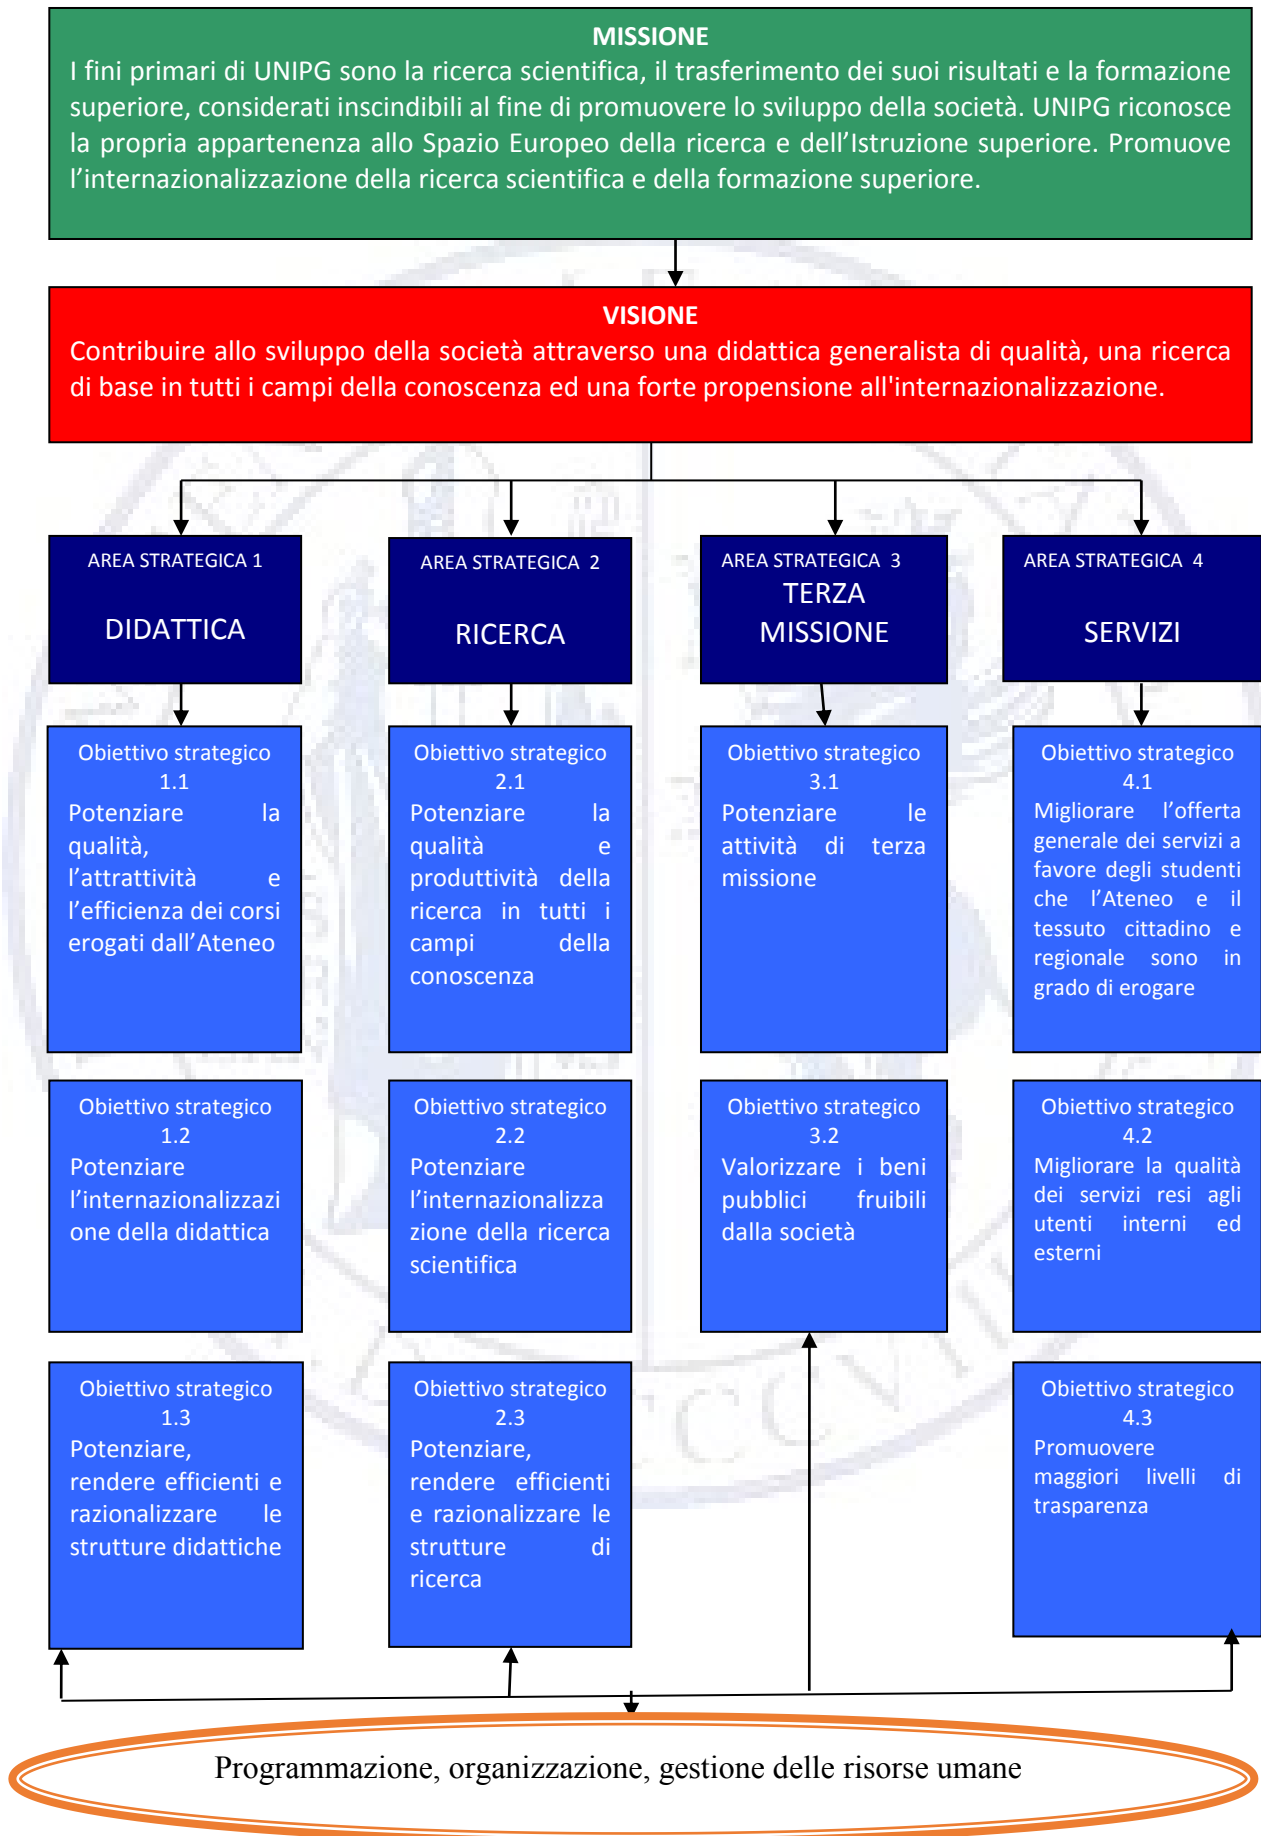 MISSIONE
I fini primari di UNIPG sono la ricerca scientifica, il trasferimento dei suoi risultati e la formazione
superiore, considerati inscindibili al fine di promuovere lo sviluppo della società. UNIPG riconosce
la propria appartenenza allo Spazio Europeo della ricerca e dell’Istruzione superiore. Promuove
l’internazionalizzazione della ricerca scientifica e della formazione superiore.
VISIONE
Contribuire allo sviluppo della società attraverso una didattica generalista di qualità, una ricerca
di base in tutti i campi della conoscenza ed una forte propensione all'internazionalizzazione.
AREA STRATEGICA 1
DIDATTICA
AREA STRATEGICA 2
RICERCA
AREA STRATEGICA 3
TERZA
MISSIONE
AREA STRATEGICA 4
SERVIZI
Obiettivo strategico
1.1
Potenziare la
qualità,
l’attrattività e
l’efficienza dei corsi
erogati dall’Ateneo
Obiettivo strategico
2.1
Potenziare la
qualità e
produttività della
ricerca in tutti i
campi della
conoscenza
Obiettivo strategico
3.1
Potenziare le
attività di terza
missione
Obiettivo strategico
4.1
Migliorare l’offerta
generale dei servizi a
favore degli studenti
che l’Ateneo e il
tessuto cittadino e
regionale sono in
grado di erogare
Obiettivo strategico
1.2
Potenziare
l’internazionalizzazi
one della didattica
Obiettivo strategico
2.2
Potenziare
l’internazionalizza
zione della ricerca
scientifica
Obiettivo strategico
3.2
Valorizzare i beni
pubblici fruibili
dalla società
Obiettivo strategico
4.2
Migliorare la qualità
dei servizi resi agli
utenti interni ed
esterni
Obiettivo strategico
1.3
Potenziare,
rendere efficienti e
razionalizzare le
strutture didattiche
Obiettivo strategico
2.3
Potenziare,
rendere efficienti
e razionalizzare le
strutture di
ricerca
Obiettivo strategico
4.3
Promuovere
maggiori livelli di
trasparenza
Programmazione, organizzazione, gestione delle risorse umane